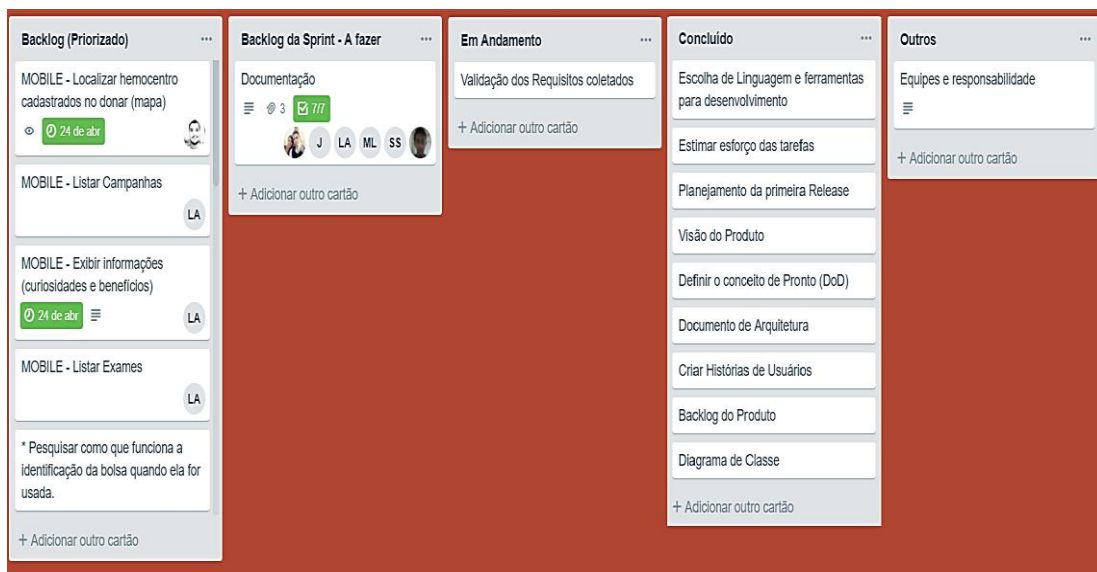 Backlog (Priorizado)
MOBILE - Localizar hemocentro
cadastrados no donar (mapa)
24 de abr
MOBILE - Listar Campanhas
LA
MOBILE - Exibir informações
(curiosidades e benefícios)
24 de abr
LA
MOBILE - Listar Exames
LA
* Pesquisar como que funciona a
identificação da bolsa quando ela for
usada.
+ Adicionar outro cartão
Backlog da Sprint - A fazer
Documentação
3 7/7
J LA ML SS
+ Adicionar outro cartão
Em Andamento
Validação dos Requisitos coletados
+ Adicionar outro cartão
Concluído
Escolha de Linguagem e ferramentas
para desenvolvimento
Estimar esforço das tarefas
Planejamento da primeira Release
Visão do Produto
Definir o conceito de Pronto (DoD)
Documento de Arquitetura
Criar Histórias de Usuários
Backlog do Produto
Diagrama de Classe
+ Adicionar outro cartão
Outros
Equipes e responsabilidade
+ Adicionar outro cartão